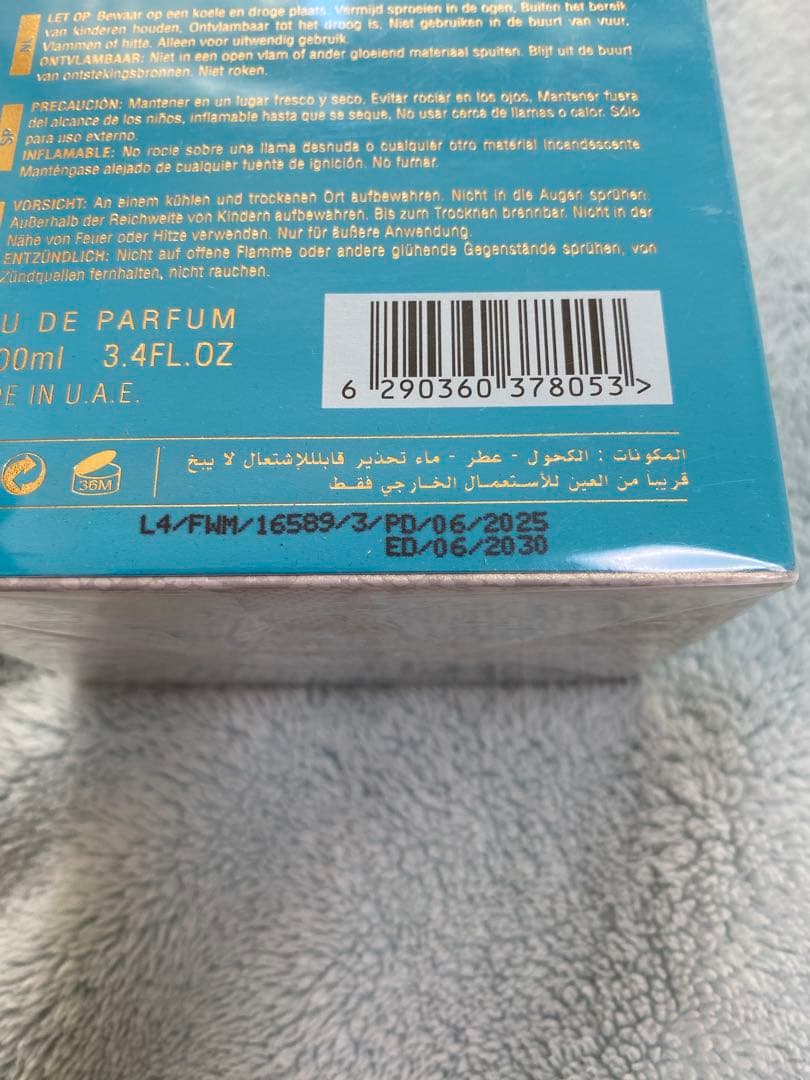 LET OP: Bewaar op een koele en droge plaats. Vermijd sproeien in de ogen. Buiten het bereik
van kinderen houden. Ontvlambaar tot het droog is. Niet gebruiken in de buurt van vuur,
Vlammen of hitte. Alleen voor uitwendig gebruik.
ONTVLAMBAAR: Niet in een open vlam of ander gloeiend materiaal spuiten. Blijf uit de buurt
van ontstekingsbronnen. Niet roken.
SP
PRECAUCIÓN: Mantener en un lugar fresco y seco. Evitar rociar en los ojos. Mantener fuera
del alcance de los niños, inflamable hasta que se seque. No usar cerca de llamas o calor. Sólo
para uso externo.
INFLAMABLE: No rocíe sobre una llama desnuda o cualquier otro material incandescente
Manténgase alejado de cualquier fuente de ignición. No fumar.
VORSICHT: An einem kühlen und trockenen Ort aufbewahren. Nicht in die Augen sprühen.
Außerhalb der Reichweite von Kindern aufbewahren. Bis zum Trocknen brennbar. Nicht in der
Nähe von Feuer oder Hitze verwenden. Nur für äußere Anwendung.
ENTZÜNDLICH: Nicht auf offene Flamme oder andere glühende Gegenstände sprühen, von
Zündquellen fernhalten, nicht rauchen.
U DE PARFUM
00ml 3.4FL.OZ
DE IN U.A.E.
6 290360 378053 >
36M
المكونات : الكحول - عطر - ماء تحذير قابلللإشتعال لا يبخ
قريبا من العين للأستعمال الخارجي فقط
L4/FWM/16589/3/PD/06/2025
ED/06/2030